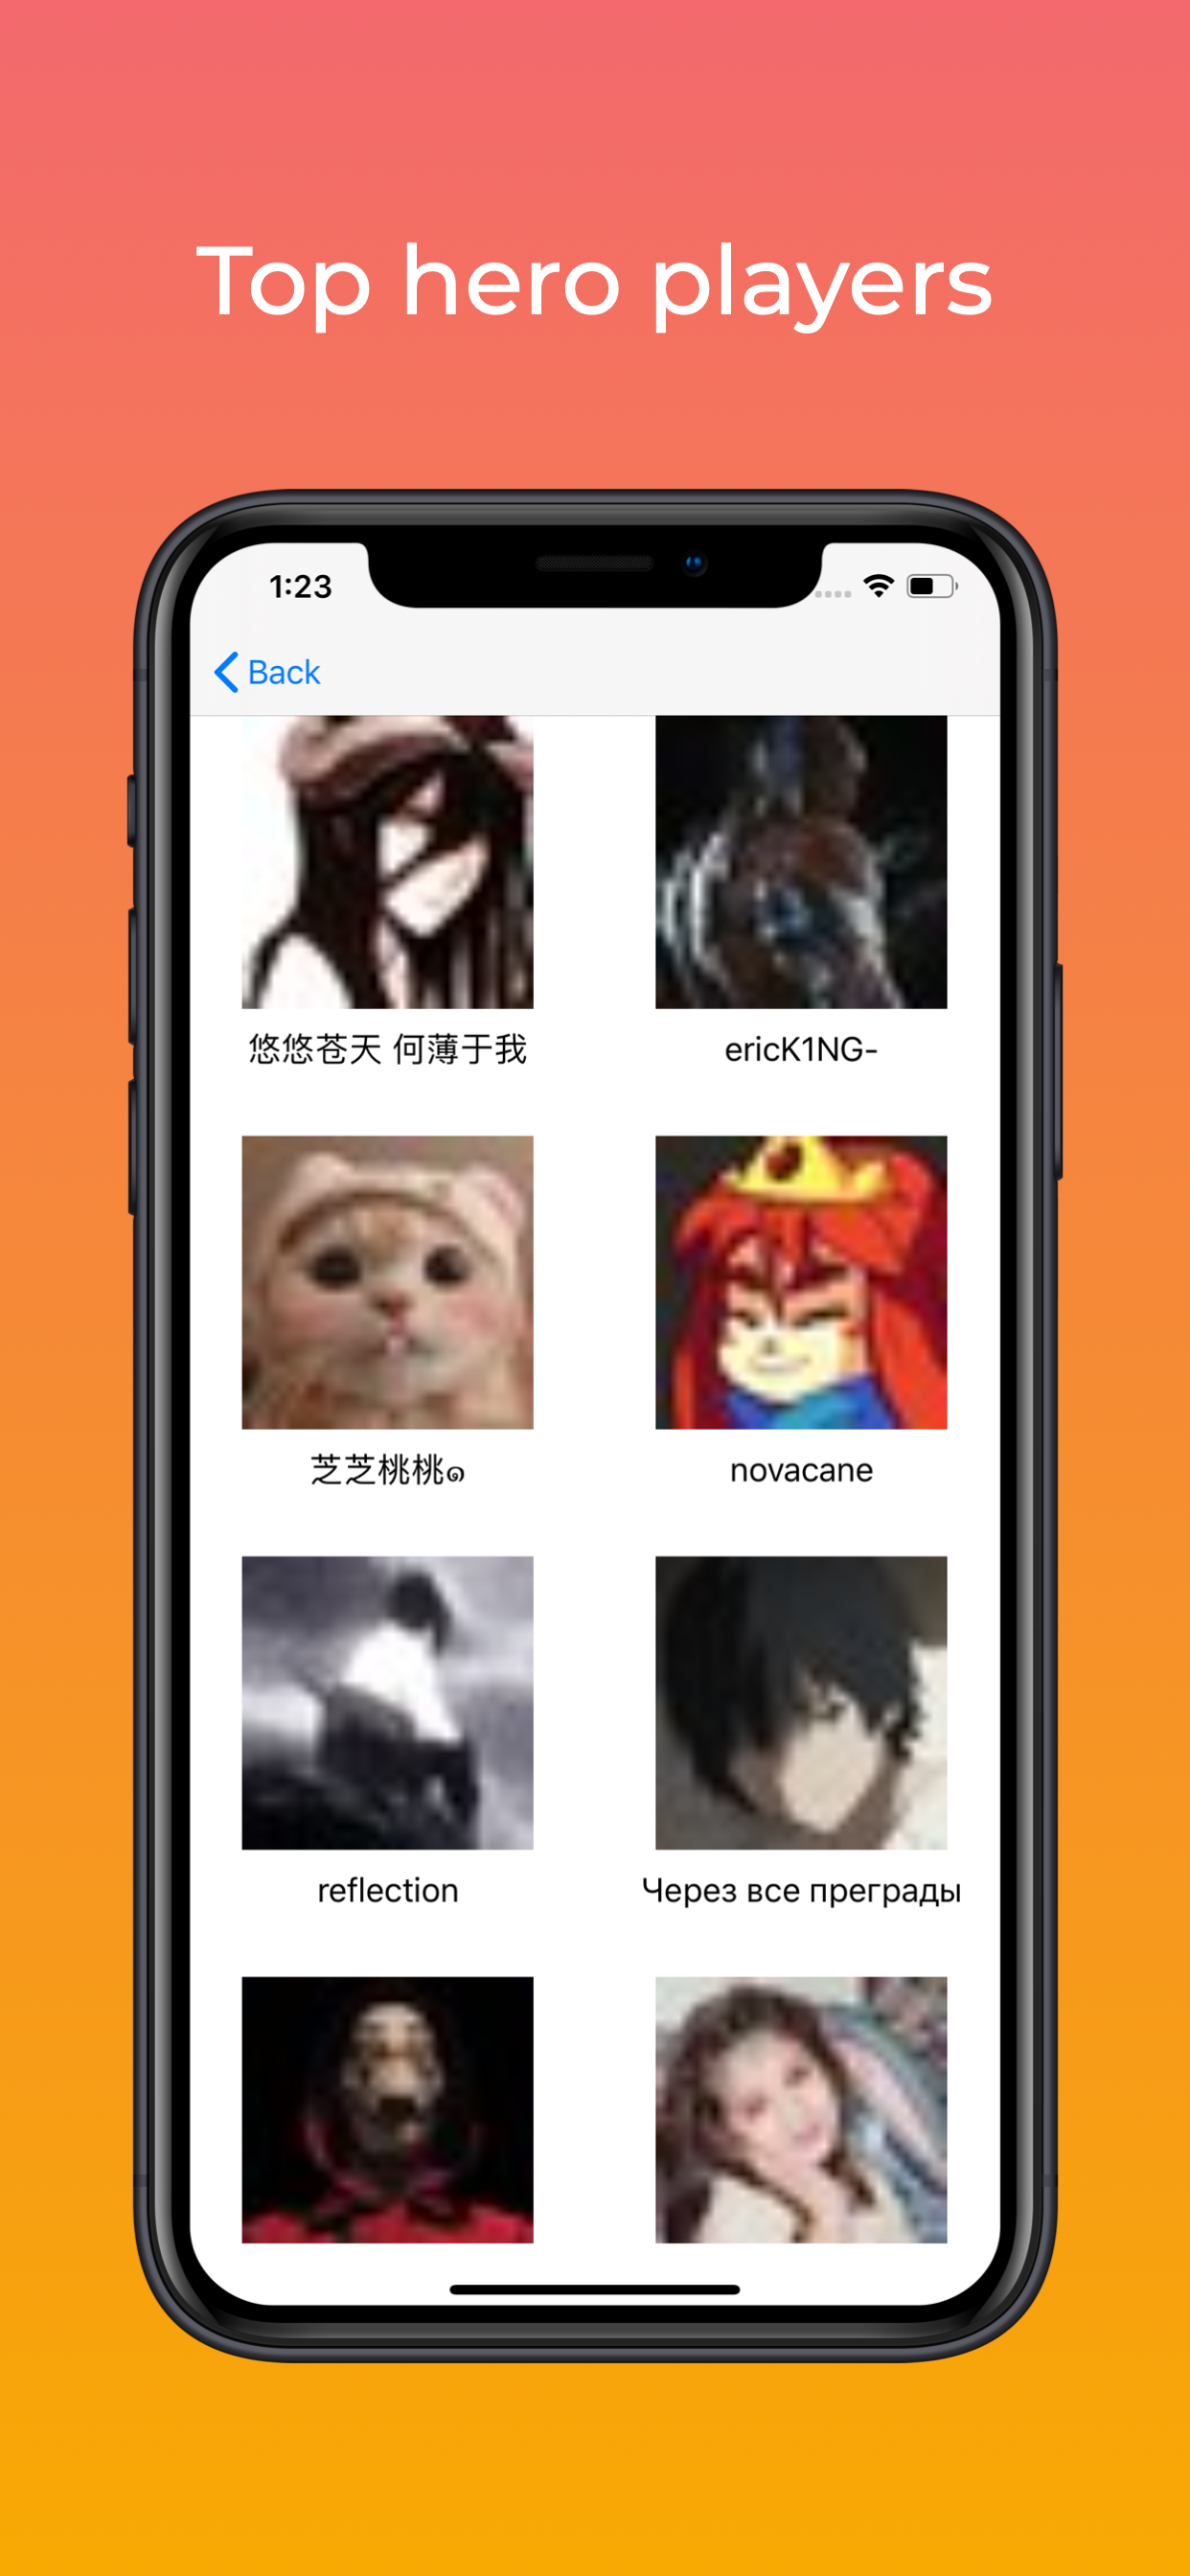 Top hero players
1:23
Back
悠悠苍天 何薄于我
ericK1NG-
芝芝桃桃๑
novacane
reflection
Через все преграды